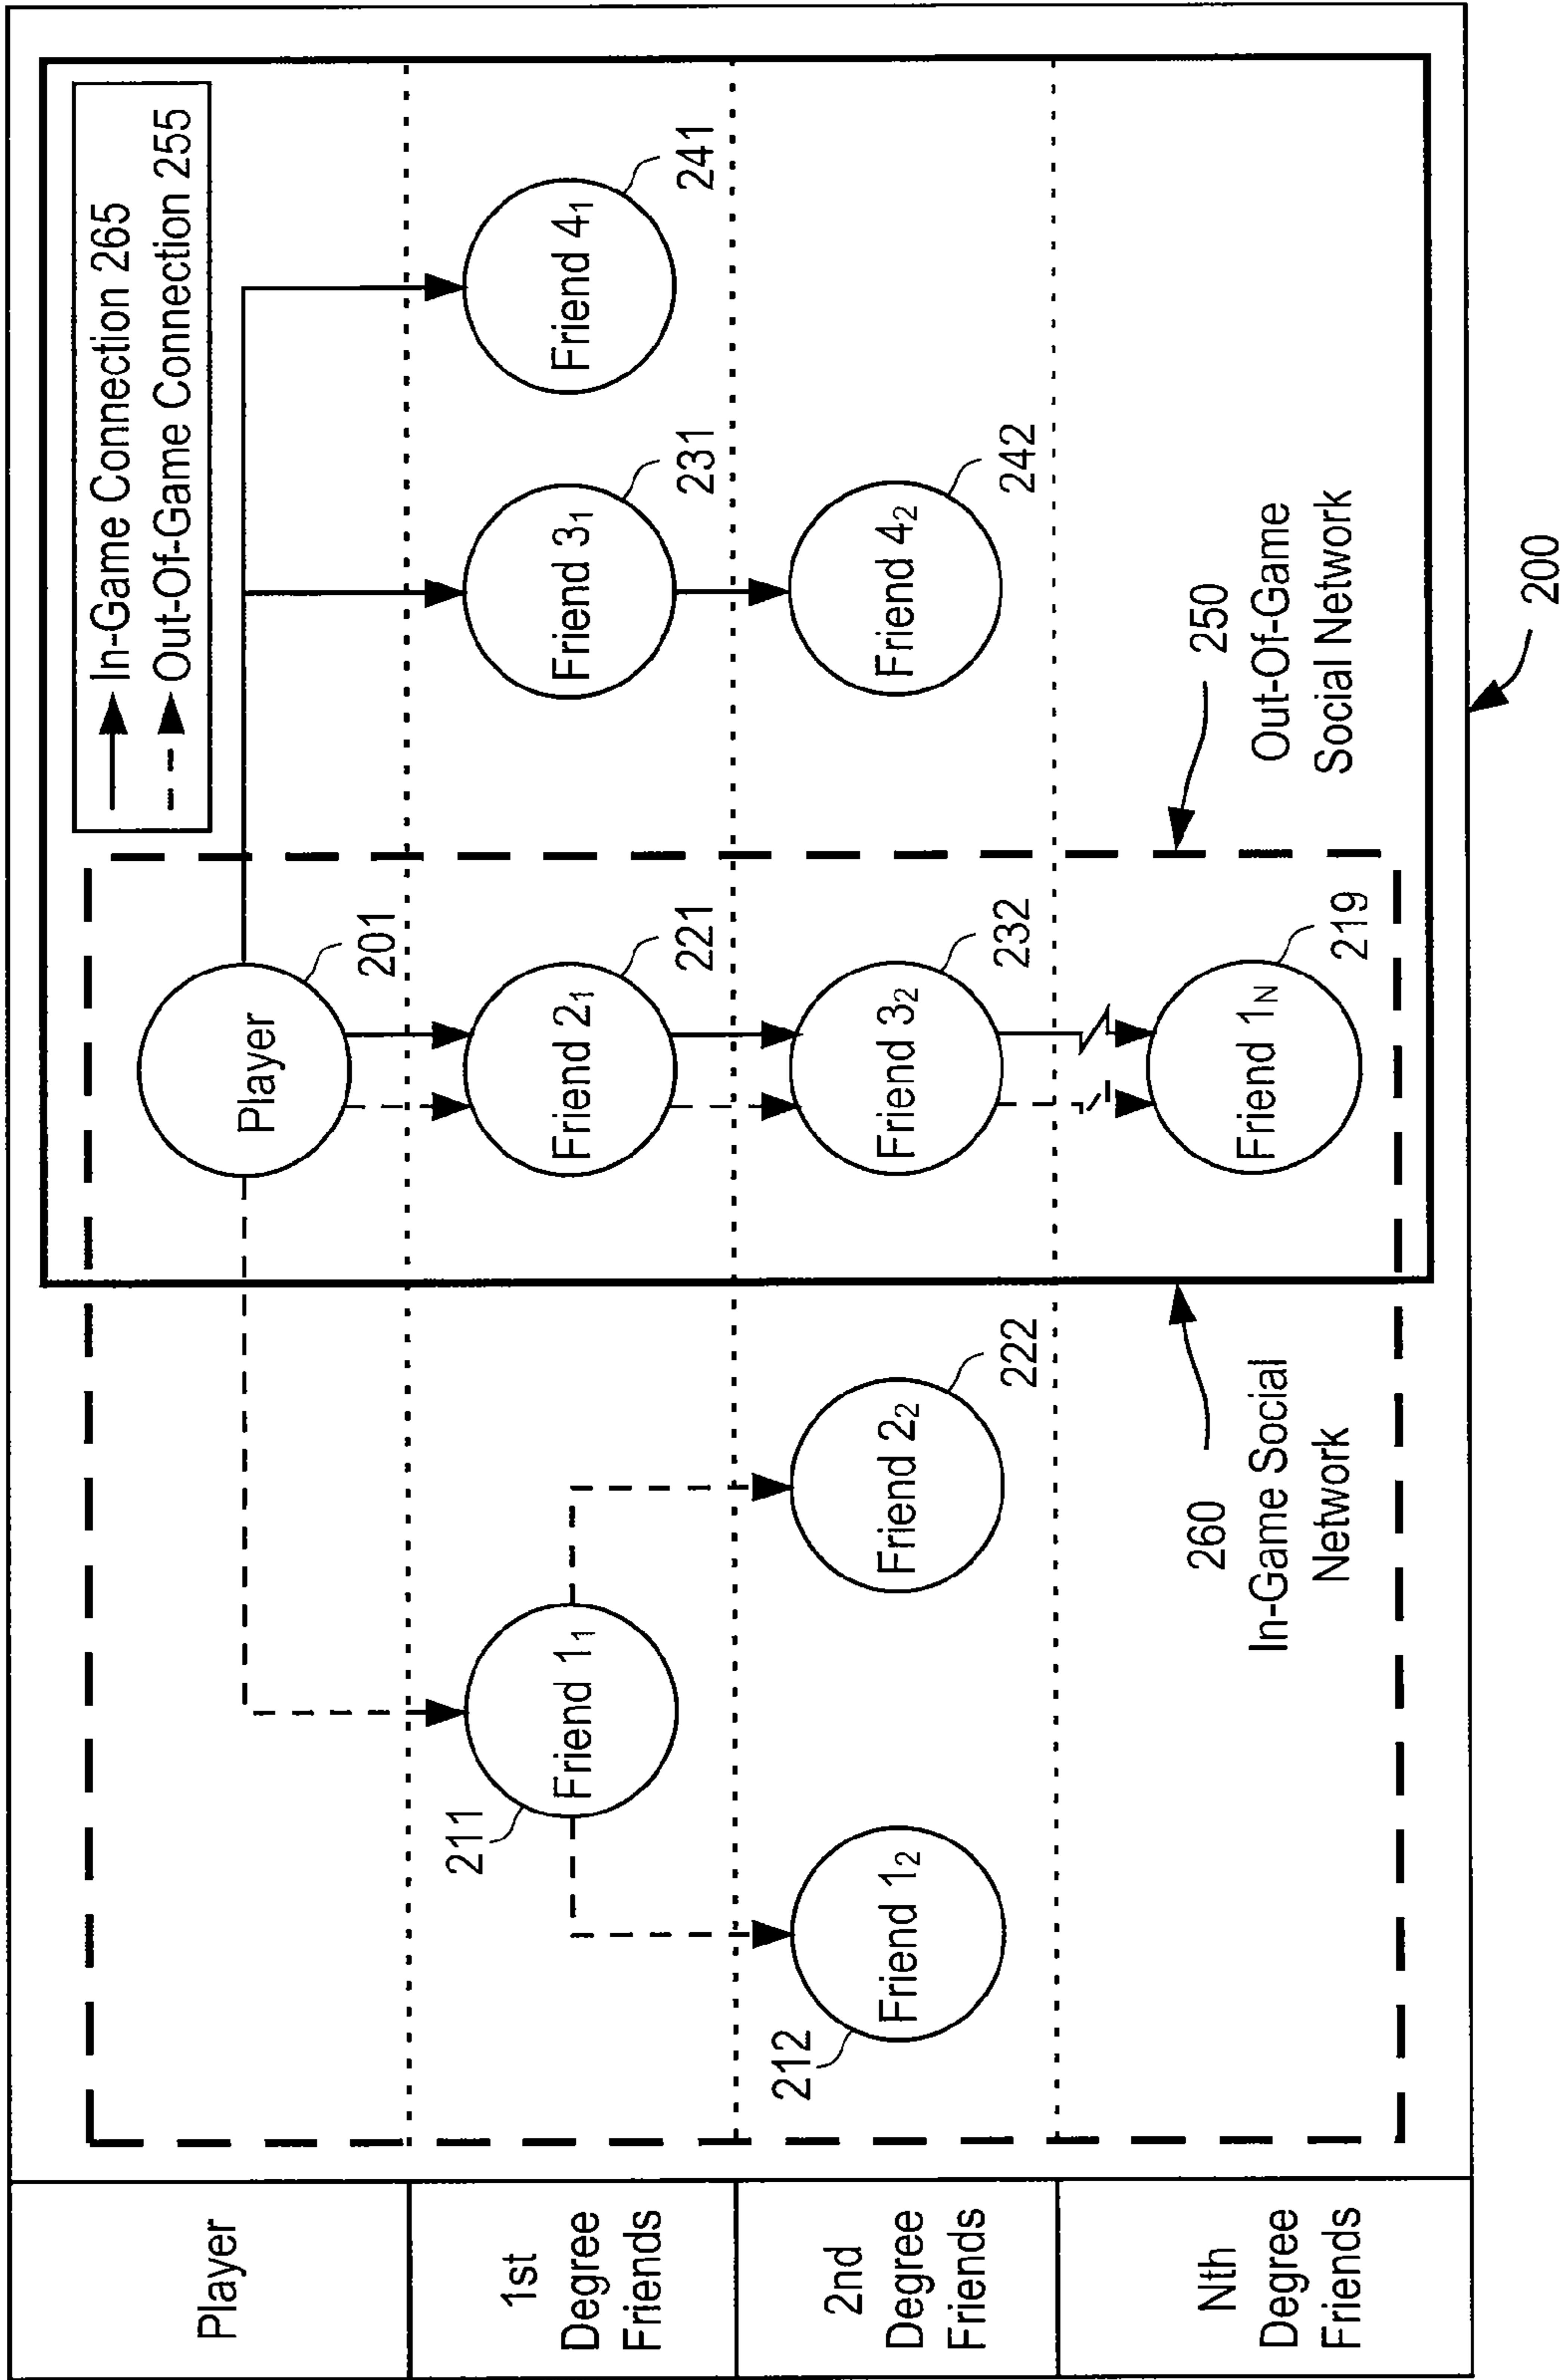 Player
1st
Degree
Friends
2nd
Degree
Friends
Nth
Degree
Friends
In-Game Connection 265
Out-Of-Game Connection 255
Player
201
Friend 1₁
211
Friend 2₁
221
Friend 3₁
231
Friend 4₁
241
Friend 1₂
212
Friend 2₂
222
Friend 3₂
232
Friend 4₂
242
Friend 1N
219
260
In-Game Social
Network
250
Out-Of-Game
Social Network
200